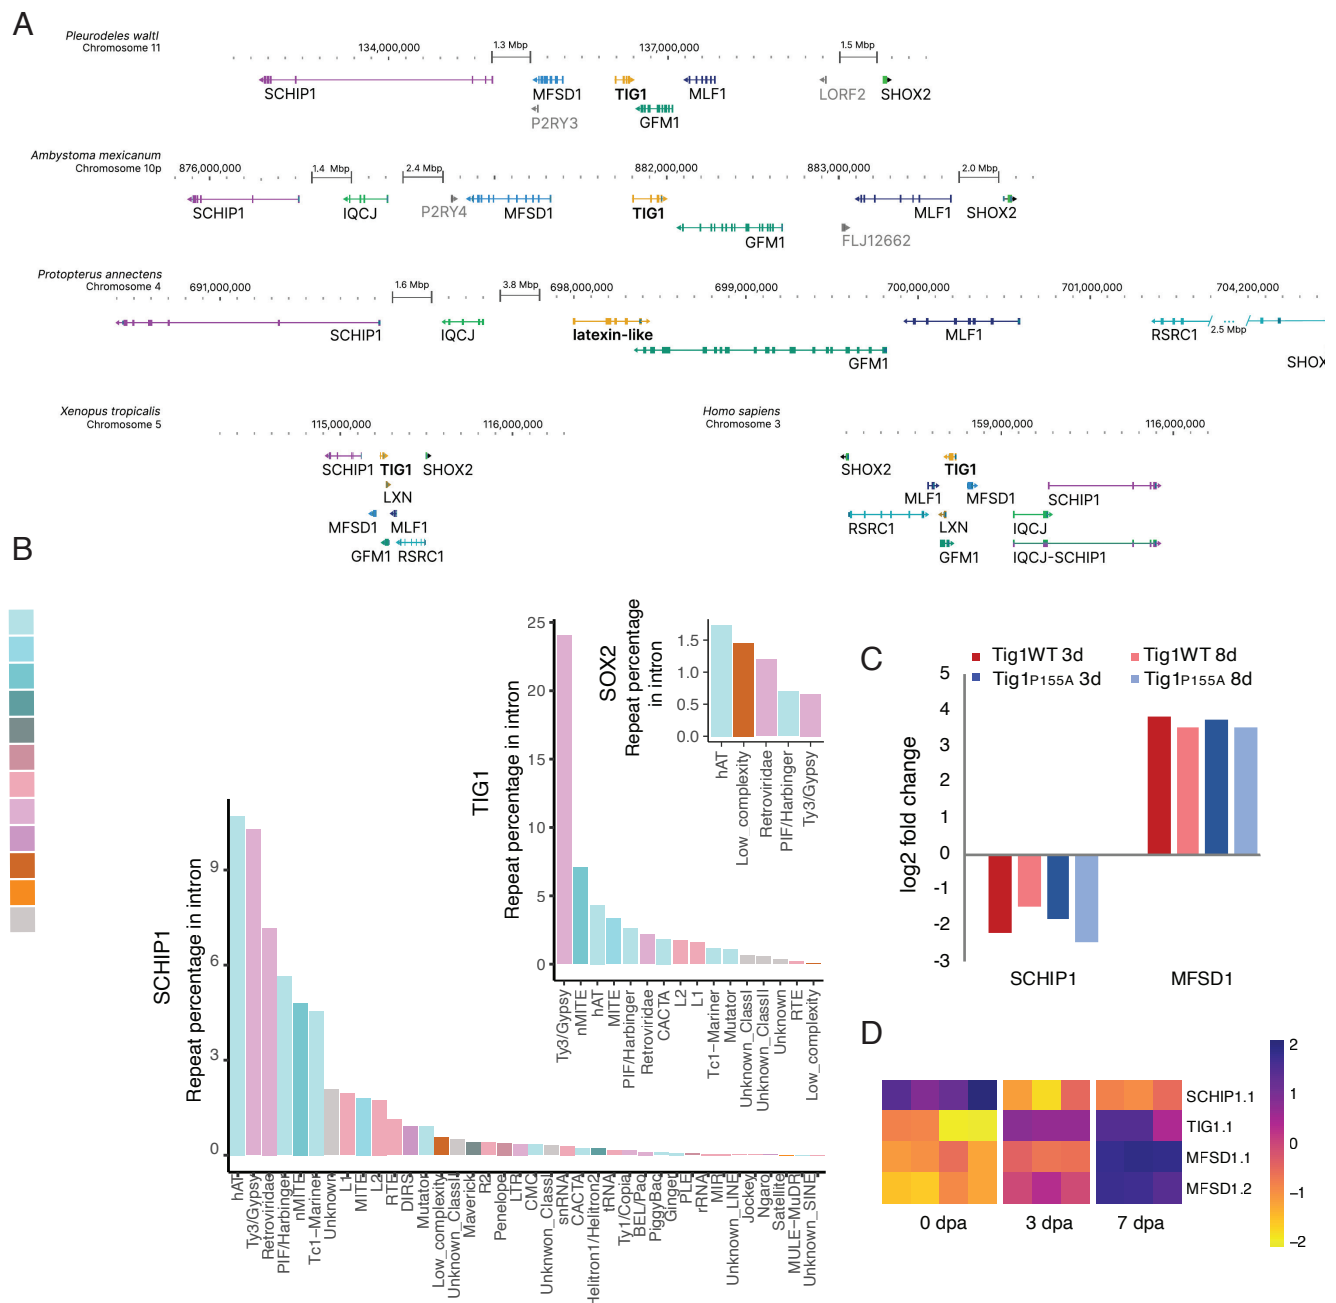 A
Pleurodeles waltl
Chromosome 11
134,000,000
1.3 Mbp
137,000,000
1.5 Mbp
SCHIP1
MFSD1
TIG1
MLF1
LORF2
SHOX2
P2RY3
GFM1
Ambystoma mexicanum
Chromosome 10p
876,000,000
1.4 Mbp
2.4 Mbp
882,000,000
883,000,000
2.0 Mbp
SCHIP1
IQCJ
P2RY4
MFSD1
TIG1
MLF1
SHOX2
GFM1
FLJ12662
Protopterus annectens
Chromosome 4
691,000,000
1.6 Mbp
3.8 Mbp
698,000,000
699,000,000
700,000,000
701,000,000
704,200,000
SCHIP1
IQCJ
latexin-like
MLF1
RSRC1
...
2.5 Mbp
GFM1
SHOX
Xenopus tropicalis
Chromosome 5
115,000,000
116,000,000
SCHIP1
TIG1
SHOX2
LXN
MFSD1
MLF1
GFM1
RSRC1
Homo sapiens
Chromosome 3
159,000,000
116,000,000
SHOX2
TIG1
MLF1
MFSD1
SCHIP1
RSRC1
LXN
IQCJ
GFM1
IQCJ-SCHIP1
B
SCHIP1
Repeat percentage in intron
9
6
3
0
hAT
Ty3/Gypsy
Retroviridae
PIF/Harbinger
nMITE
Tc1-Mariner
Unknown
L1
MITE
L2
RTE
DIRS
Mutator
Low_complexity
Unknown_ClassI
Maverick
R2
Penelope
LTR
CMC
Unknwon_ClassII
snRNA
CACTA
Helitron1/Helitron2
tRNA
Ty1/Copia
BEL/Pao
PiggyBac
Ginger
PLE
rRNA
MIR
Unknown_LINE
Jockey
Ngaro
Satellite
MULE-MuDR
Unknown_SINE
TIG1
Repeat percentage in intron
25
20
15
10
5
0
Ty3/Gypsy
nMITE
hAT
MITE
PIF/Harbinger
Retroviridae
CACTA
L2
L1
Tc1-Mariner
Mutator
Unknown_ClassI
Unknown_ClassII
Unknown
RTE
Low_complexity
SOX2
Repeat percentage
in intron
1.5
1.0
0.5
0.0
hAT
Low_complexity
Retroviridae
PIF/Harbinger
Ty3/Gypsy
C
Tig1WT 3d
Tig1WT 8d
Tig1P155A 3d
Tig1P155A 8d
log2 fold change
5
4
3
2
1
0
-1
-2
-3
SCHIP1
MFSD1
D
SCHIP1.1
TIG1.1
MFSD1.1
MFSD1.2
0 dpa
3 dpa
7 dpa
2
1
0
−1
−2